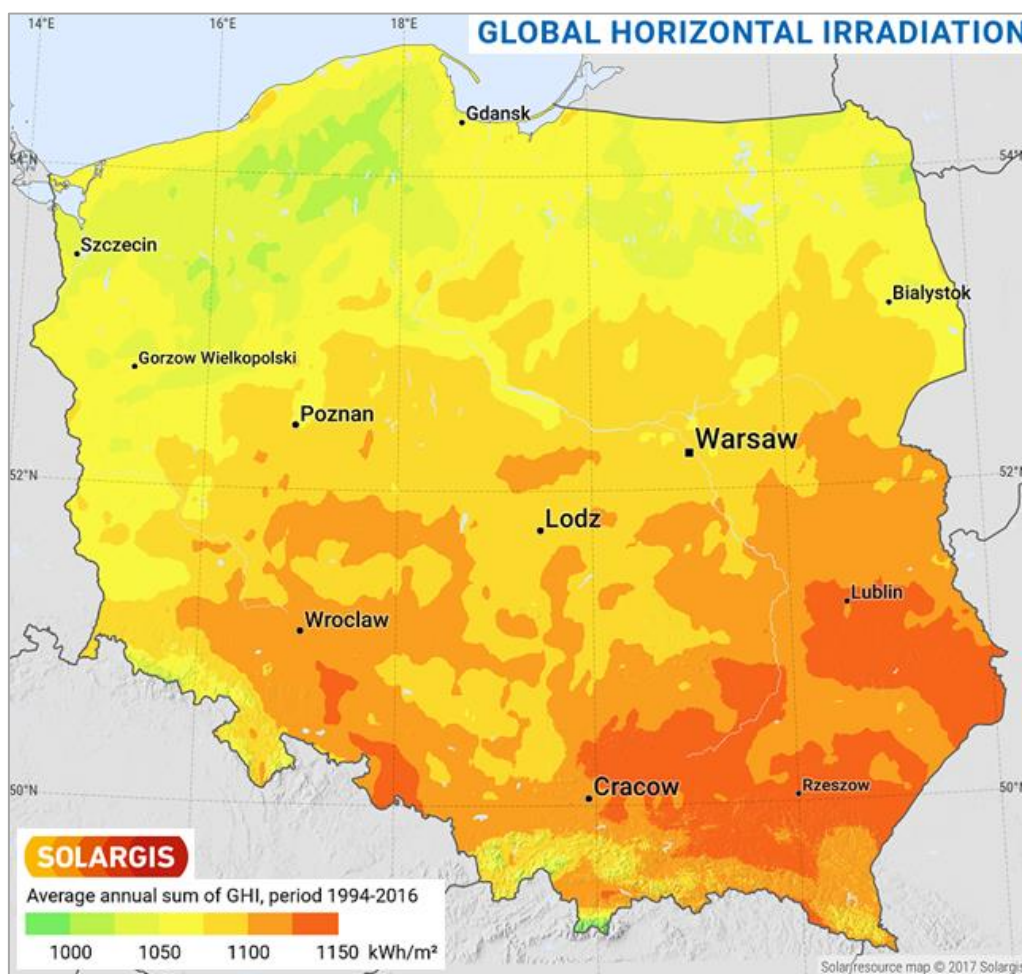 14°E 16°E 18°E
GLOBAL HORIZONTAL IRRADIATION
Gdansk
54°N 54°N
Szczecin
Bialystok
Gorzow Wielkopolski
Poznan
Warsaw
52°N 52°N
Lodz
Lublin
Wroclaw
50°N 50°N
Cracow
Rzeszow
SOLARGIS
Average annual sum of GHI, period 1994-2016
1000 1050 1100 1150 kWh/m²
Solar resource map © 2017 Solargis